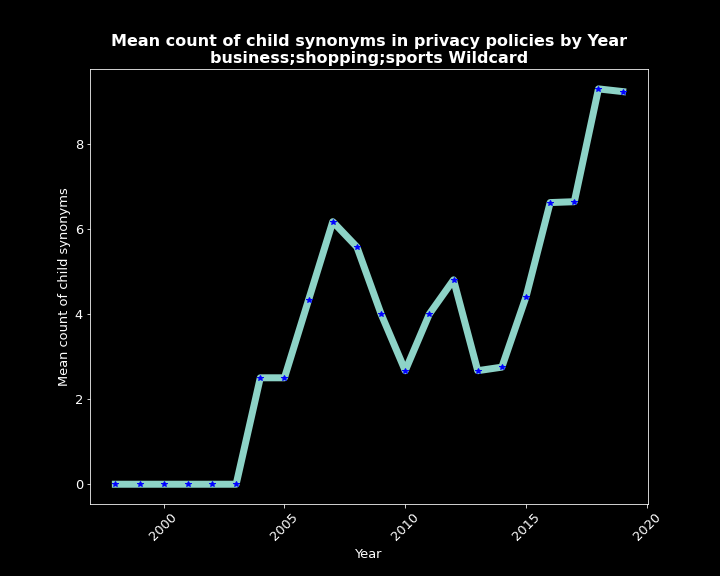 Mean count of child synonyms in privacy policies by Year
business;shopping;sports Wildcard
Mean count of child synonyms
8
6
4
2
0
2000
2005
2010
2015
2020
Year